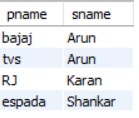 pname sname
bajaj Arun
tvs Arun
RJ Karan
espada Shankar